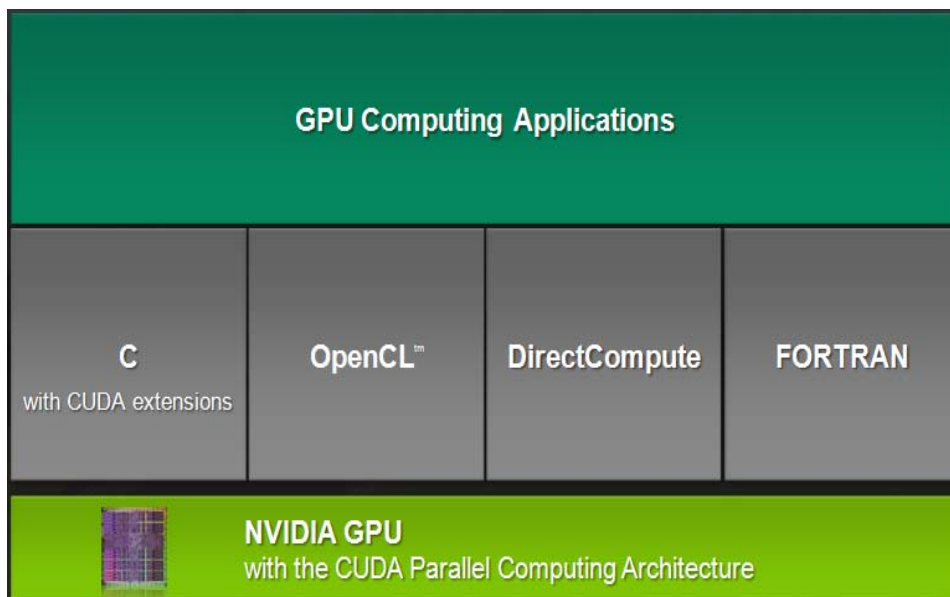 GPU Computing Applications
C
with CUDA extensions
OpenCL™
DirectCompute
FORTRAN
NVIDIA GPU
with the CUDA Parallel Computing Architecture